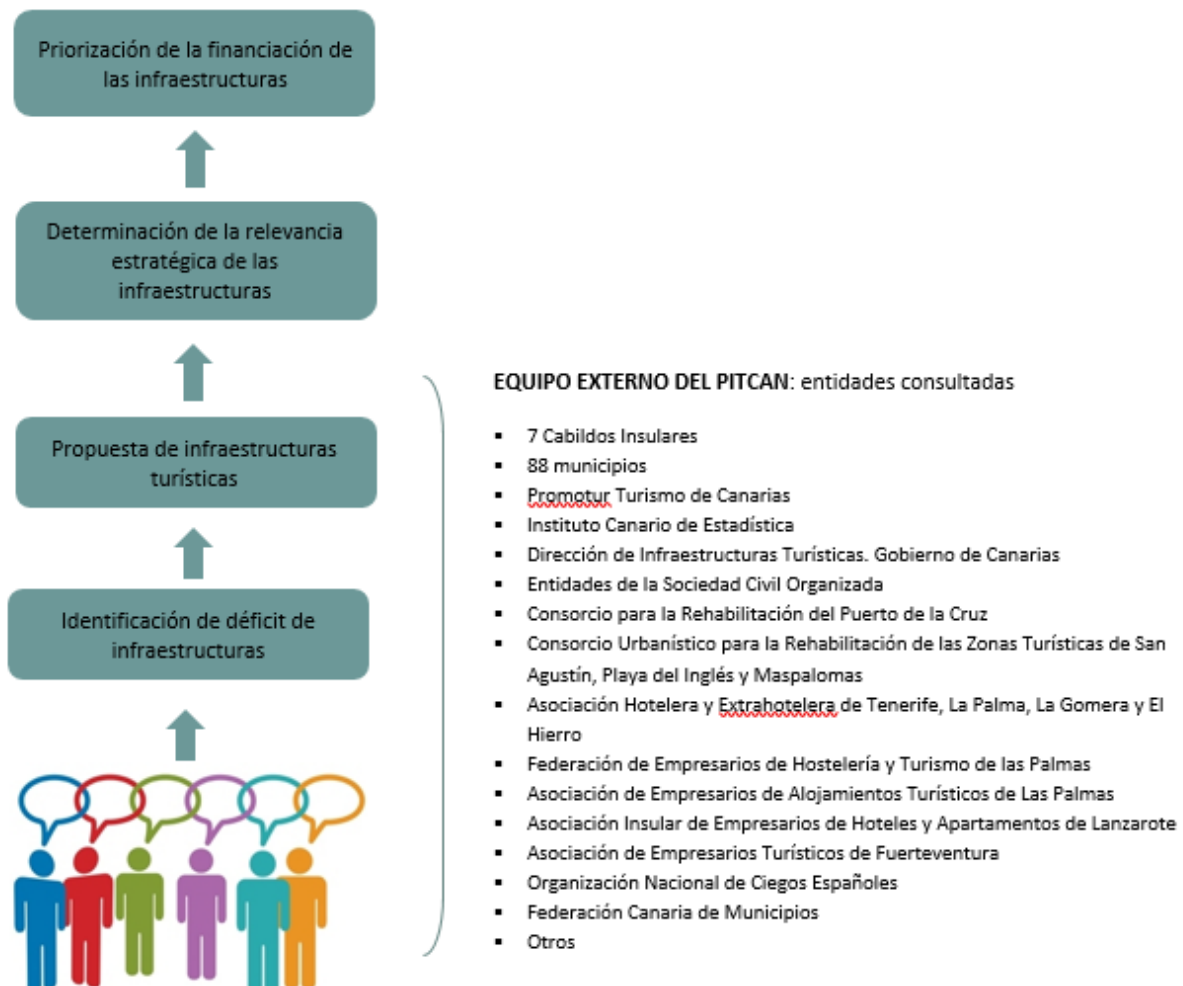 Priorización de la financiación de
las infraestructuras
Determinación de la relevancia
estratégica de las
infraestructuras
Propuesta de infraestructuras
turísticas
Identificación de déficit de
infraestructuras
EQUIPO EXTERNO DEL PITCAN: entidades consultadas
▪ 7 Cabildos Insulares
▪ 88 municipios
▪ Promotur Turismo de Canarias
▪ Instituto Canario de Estadística
▪ Dirección de Infraestructuras Turísticas. Gobierno de Canarias
▪ Entidades de la Sociedad Civil Organizada
▪ Consorcio para la Rehabilitación del Puerto de la Cruz
▪ Consorcio Urbanístico para la Rehabilitación de las Zonas Turísticas de San
Agustín, Playa del Inglés y Maspalomas
▪ Asociación Hotelera y Extrahotelera de Tenerife, La Palma, La Gomera y El
Hierro
▪ Federación de Empresarios de Hostelería y Turismo de las Palmas
▪ Asociación de Empresarios de Alojamientos Turísticos de Las Palmas
▪ Asociación Insular de Empresarios de Hoteles y Apartamentos de Lanzarote
▪ Asociación de Empresarios Turísticos de Fuerteventura
▪ Organización Nacional de Ciegos Españoles
▪ Federación Canaria de Municipios
▪ Otros